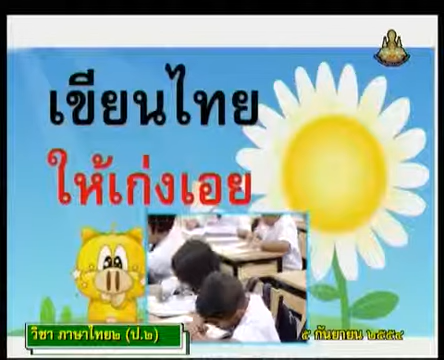 เขียนไทย
ให้เก่งเอย
วิชา ภาษาไทย๒ (ป.๒)
๕ กันยายน ๒๕๕๔